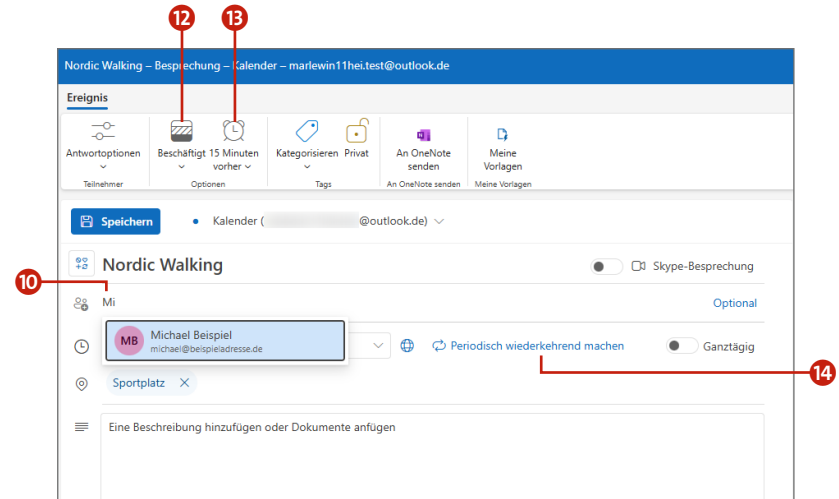 12 13
Nordic Walking – Besprechung – Kalender – marlewin11hei.test@outlook.de
Ereignis
Antwortoptionen Beschäftigt 15 Minuten vorher Kategorisieren Privat An OneNote senden Meine Vorlagen
Teilnehmer Optionen Tags An OneNote senden Meine Vorlagen
Speichern • Kalender ( @outlook.de)
Nordic Walking Skype-Besprechung
10
Mi Optional
MB Michael Beispiel
michael@beispieladresse.de
Periodisch wiederkehrend machen Ganztägig
14
Sportplatz ×
Eine Beschreibung hinzufügen oder Dokumente anfügen